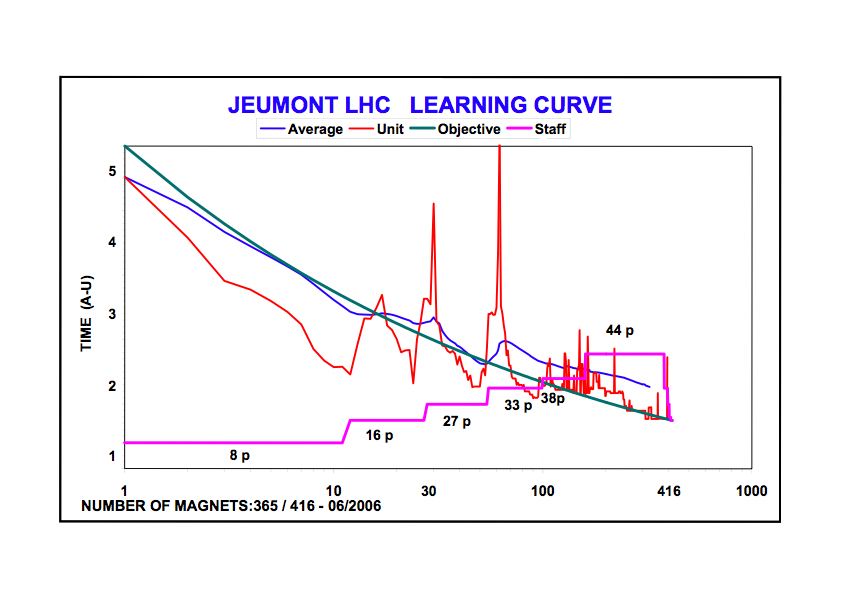 JEUMONT LHC LEARNING CURVE
Average Unit Objective Staff
5
4
3
2
1
TIME (A-U)
44 p
38p
33 p
27 p
16 p
8 p
1 10 30 100 416 1000
NUMBER OF MAGNETS:365 / 416 - 06/2006